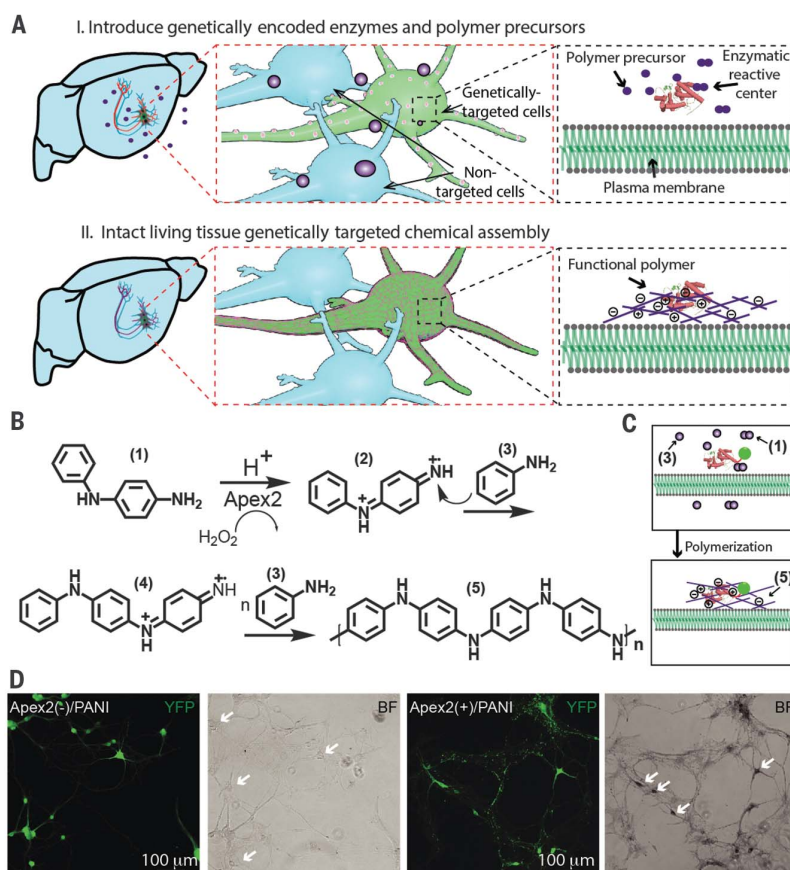 A
I. Introduce genetically encoded enzymes and polymer precursors
Genetically-
targeted cells
Non-
targeted cells
Polymer precursor
Enzymatic
reactive
center
Plasma membrane
II. Intact living tissue genetically targeted chemical assembly
Functional polymer
B
(1)
N
H
NH₂
H⁺
Apex2
H₂O₂
(2)
N
H
NH
(3)
NH₂
(4)
H
N
N
H
NH
n
(3)
NH₂
(5)
H
N
N
H
H
N
N
H
n
C
(3)
(1)
Polymerization
(5)
D
Apex2(-)/PANI
YFP
100 μm
BF
Apex2(+)/PANI
YFP
100 μm
BF